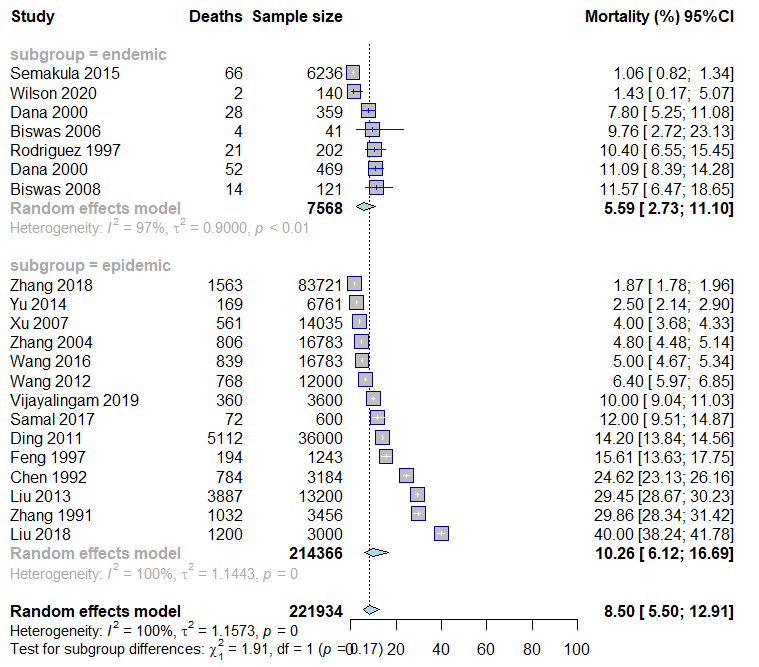 Study Deaths Sample size Mortality (%) 95%CI
subgroup = endemic
Semakula 2015 66 6236 1.06 [ 0.82; 1.34]
Wilson 2020 2 140 1.43 [ 0.17; 5.07]
Dana 2000 28 359 7.80 [ 5.25; 11.08]
Biswas 2006 4 41 9.76 [ 2.72; 23.13]
Rodriguez 1997 21 202 10.40 [ 6.55; 15.45]
Dana 2000 52 469 11.09 [ 8.39; 14.28]
Biswas 2008 14 121 11.57 [ 6.47; 18.65]
Random effects model 7568 5.59 [ 2.73; 11.10]
Heterogeneity: I² = 97%, τ² = 0.9000, p < 0.01
subgroup = epidemic
Zhang 2018 1563 83721 1.87 [ 1.78; 1.96]
Yu 2014 169 6761 2.50 [ 2.14; 2.90]
Xu 2007 561 14035 4.00 [ 3.68; 4.33]
Zhang 2004 806 16783 4.80 [ 4.48; 5.14]
Wang 2016 839 16783 5.00 [ 4.67; 5.34]
Wang 2012 768 12000 6.40 [ 5.97; 6.85]
Vijayalingam 2019 360 3600 10.00 [ 9.04; 11.03]
Samal 2017 72 600 12.00 [ 9.51; 14.87]
Ding 2011 5112 36000 14.20 [13.84; 14.56]
Feng 1997 194 1243 15.61 [13.63; 17.75]
Chen 1992 784 3184 24.62 [23.13; 26.16]
Liu 2013 3887 13200 29.45 [28.67; 30.23]
Zhang 1991 1032 3456 29.86 [28.34; 31.42]
Liu 2018 1200 3000 40.00 [38.24; 41.78]
Random effects model 214366 10.26 [ 6.12; 16.69]
Heterogeneity: I² = 100%, τ² = 1.1443, p = 0
Random effects model 221934 8.50 [ 5.50; 12.91]
Heterogeneity: I² = 100%, τ² = 1.1573, p = 0
Test for subgroup differences: χ²₁ = 1.91, df = 1 (p = 0.17)
0 20 40 60 80 100